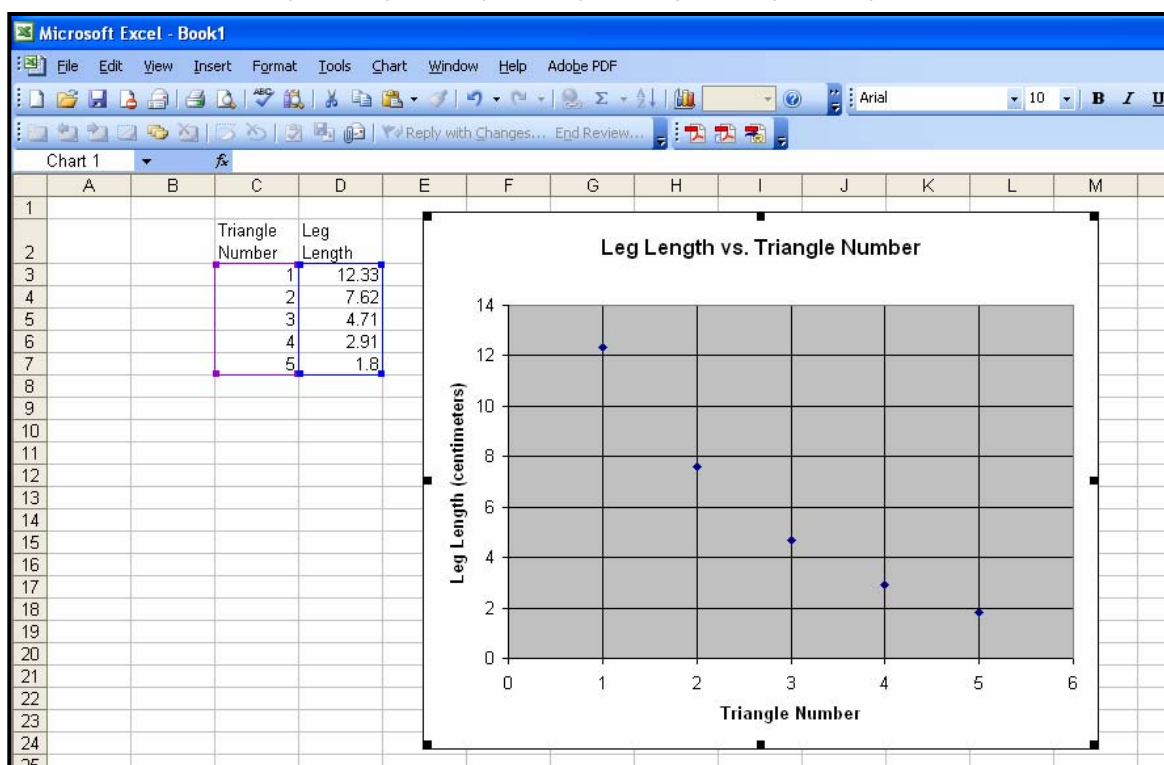 Microsoft Excel - Book1
File Edit View Insert Format Tools Chart Window Help Adobe PDF
ABC Σ Arial 10 B I U
Reply with Changes... End Review...
Chart 1 fx
A B C D E F G H I J K L M
1
Triangle Leg
2 Number Length
3 1 12.33
4 2 7.62
5 3 4.71
6 4 2.91
7 5 1.8
8
9
10
11
12
13
14
15
16
17
18
19
20
21
22
23
24
25
Leg Length vs. Triangle Number
Leg Length (centimeters)
14
12
10
8
6
4
2
0
0 1 2 3 4 5 6
Triangle Number